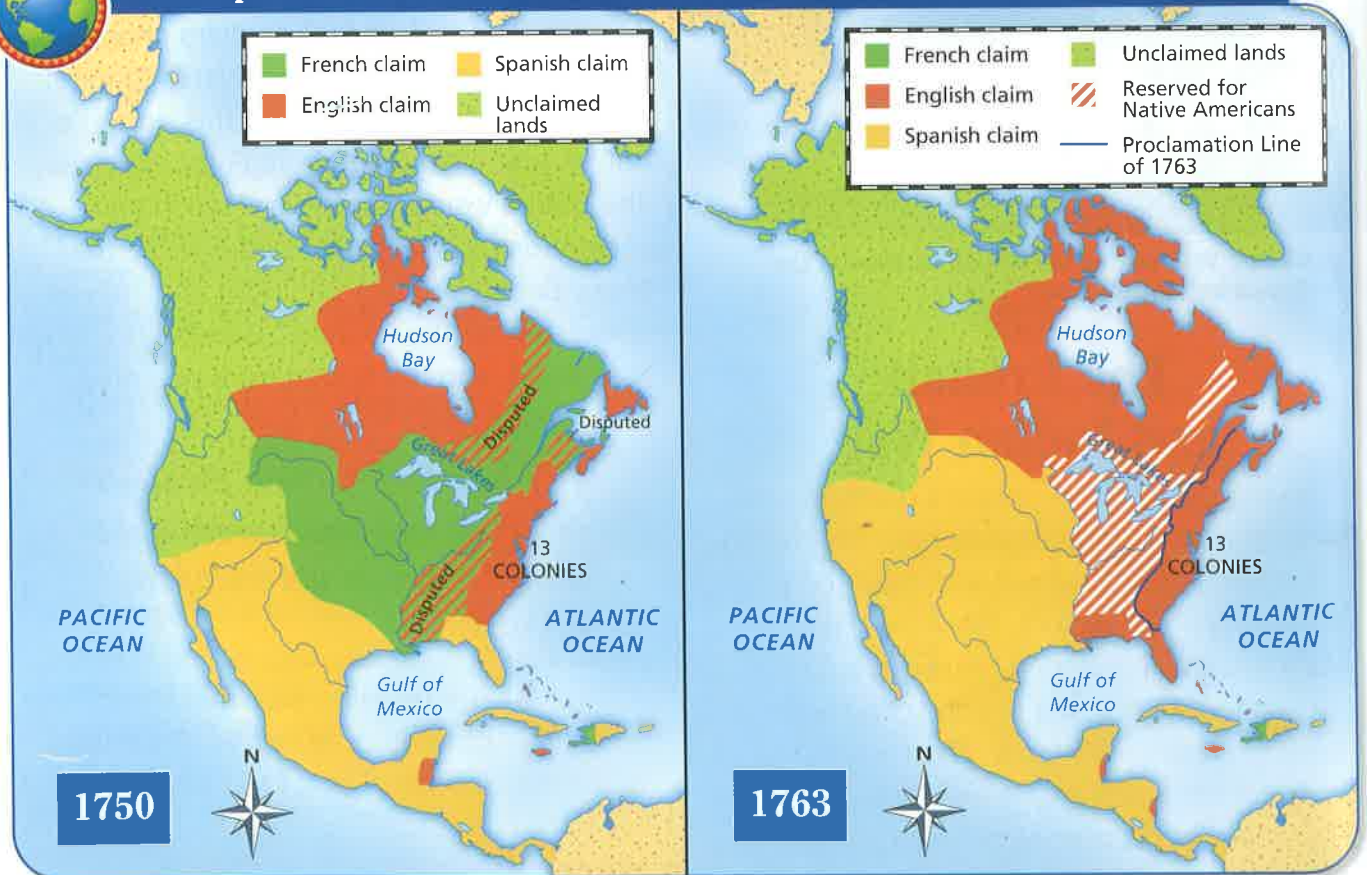 French claim
English claim
Spanish claim
Unclaimed
lands
Hudson
Bay
Disputed
Disputed
Great Lakes
Disputed
13
COLONIES
PACIFIC
OCEAN
ATLANTIC
OCEAN
Gulf of
Mexico
N
1750
French claim
English claim
Spanish claim
Unclaimed lands
Reserved for
Native Americans
Proclamation Line
of 1763
Hudson
Bay
Great Lakes
13
COLONIES
PACIFIC
OCEAN
ATLANTIC
OCEAN
Gulf of
Mexico
N
1763